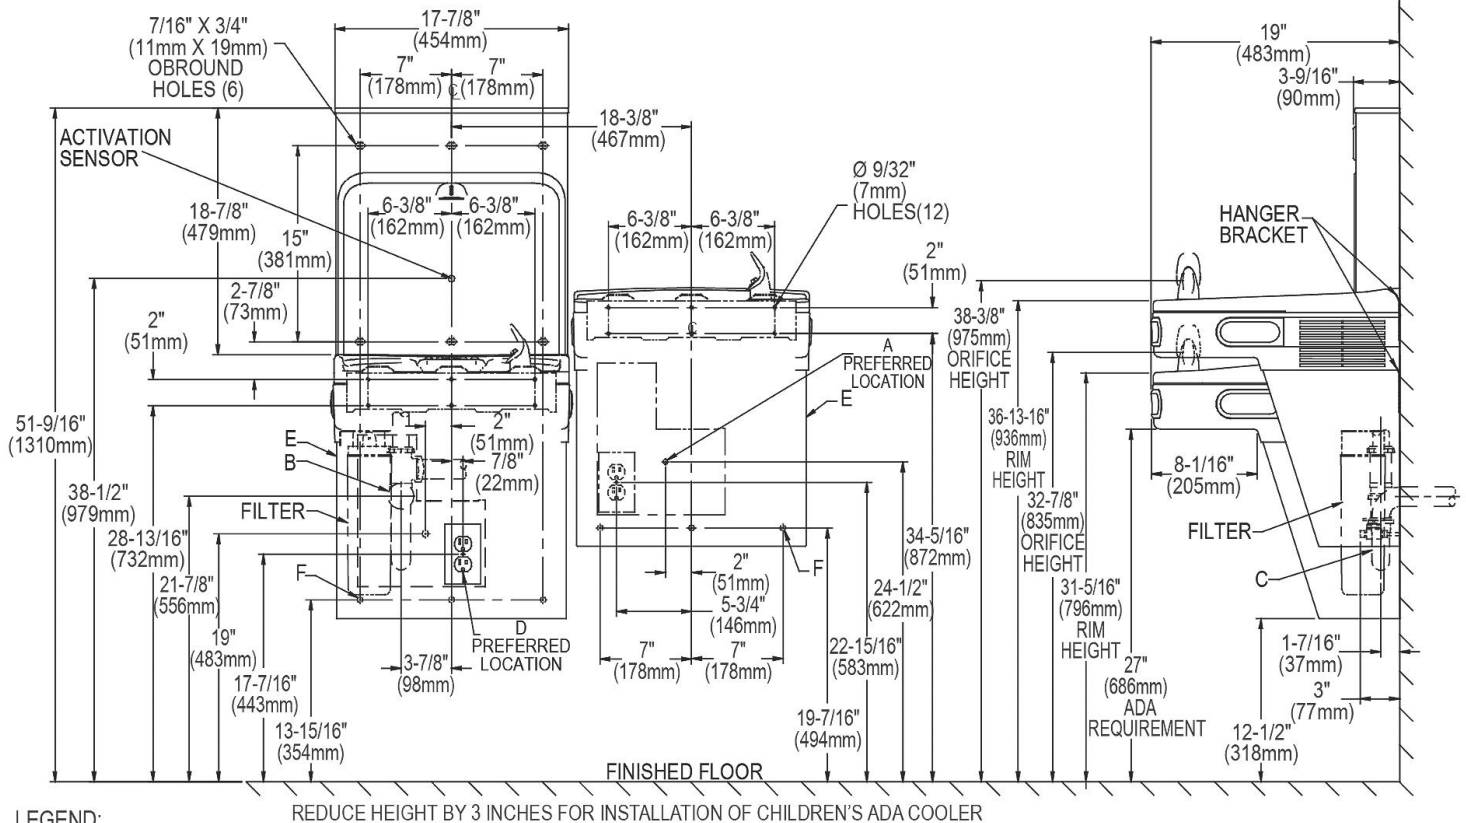 7/16" X 3/4"
(11mm X 19mm)
OBROUND
HOLES (6)
17-7/8"
(454mm)
7"
(178mm)
7"
(178mm)
℄
18-3/8"
(467mm)
ACTIVATION
SENSOR
18-7/8"
(479mm)
15"
(381mm)
2-7/8"
(73mm)
2"
(51mm)
6-3/8"
(162mm)
6-3/8"
(162mm)
6-3/8"
(162mm)
6-3/8"
(162mm)
Ø 9/32"
(7mm)
HOLES(12)
2"
(51mm)
℄
A
PREFERRED
LOCATION
E
51-9/16"
(1310mm)
38-1/2"
(979mm)
28-13/16"
(732mm)
21-7/8"
(556mm)
19"
(483mm)
17-7/16"
(443mm)
13-15/16"
(354mm)
E
B
FILTER
F
2"
(51mm)
7/8"
(22mm)
D
PREFERRED
LOCATION
3-7/8"
(98mm)
F
2"
(51mm)
5-3/4"
(146mm)
7"
(178mm)
7"
(178mm)
19-7/16"
(494mm)
22-15/16"
(583mm)
24-1/2"
(622mm)
34-5/16"
(872mm)
38-3/8"
(975mm)
ORIFICE
HEIGHT
36-13-16"
(936mm)
RIM
HEIGHT
32-7/8"
(835mm)
ORIFICE
HEIGHT
31-5/16"
(796mm)
RIM
HEIGHT
27"
(686mm)
ADA
REQUIREMENT
19"
(483mm)
3-9/16"
(90mm)
HANGER
BRACKET
8-1/16"
(205mm)
FILTER
C
1-7/16"
(37mm)
3"
(77mm)
12-1/2"
(318mm)
FINISHED FLOOR
REDUCE HEIGHT BY 3 INCHES FOR INSTALLATION OF CHILDREN'S ADA COOLER
LEGEND: